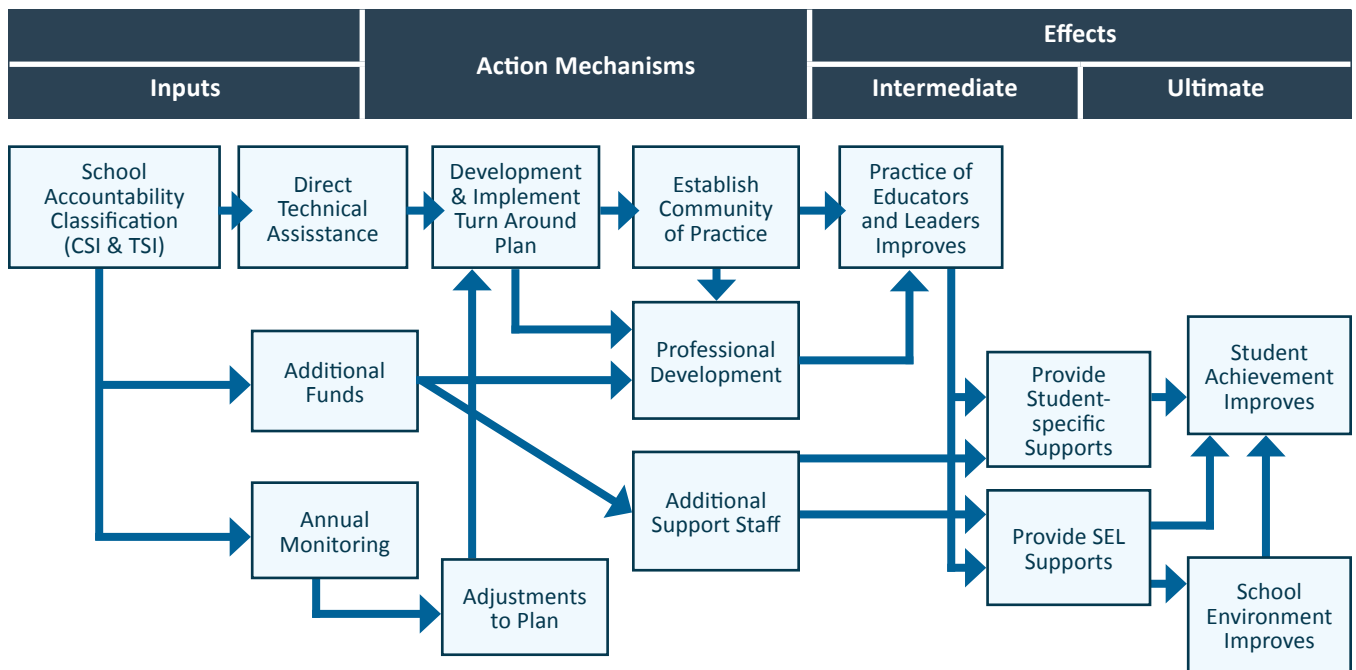 Effects
Action Mechanisms
Inputs
Intermediate
Ultimate
School
Accountability
Classification
(CSI & TSI)
Direct
Technical
Assisstance
Development
& Implement
Turn Around
Plan
Establish
Community
of Practice
Practice of
Educators
and Leaders
Improves
Additional
Funds
Professional
Development
Provide
Student-
specific
Supports
Student
Achievement
Improves
Annual
Monitoring
Additional
Support Staff
Provide SEL
Supports
Adjustments
to Plan
School
Environment
Improves